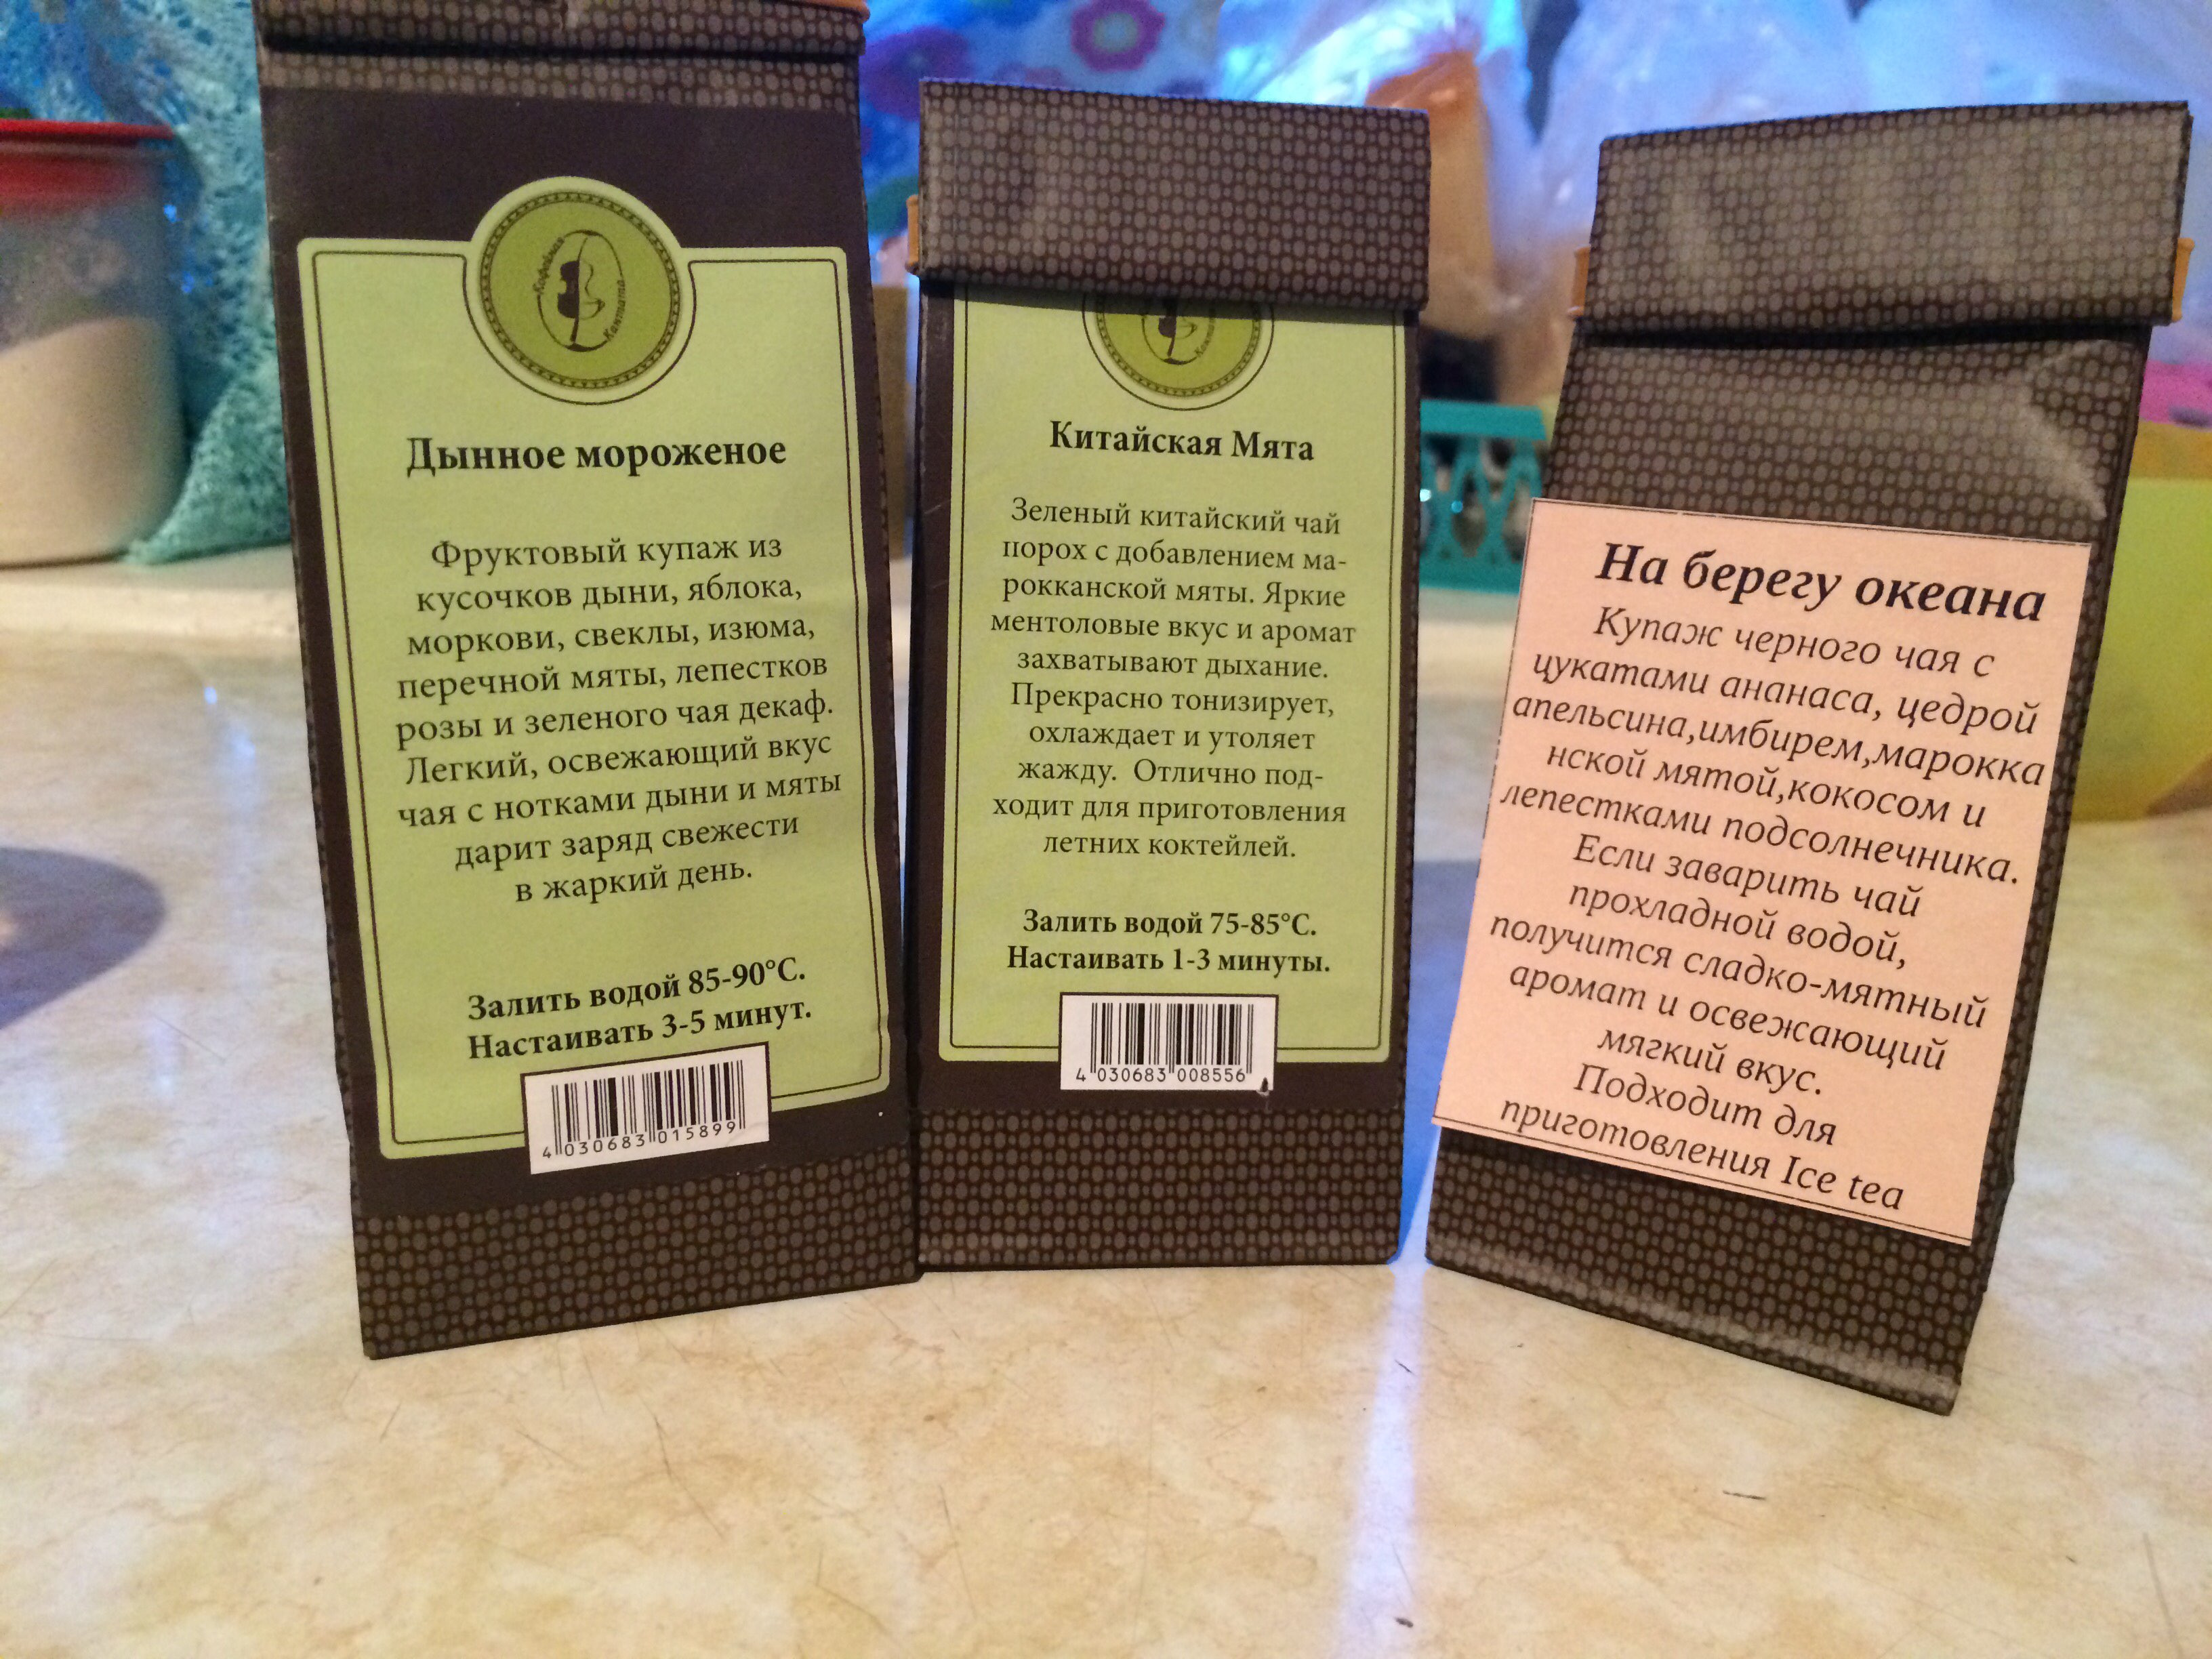 Кофейная
Кантата
Дынное мороженое
Фруктовый купаж из
кусочков дыни, яблока,
моркови, свеклы, изюма,
перечной мяты, лепестков
розы и зеленого чая декаф.
Легкий, освежающий вкус
чая с нотками дыни и мяты
дарит заряд свежести
в жаркий день.
Залить водой 85-90°С.
Настаивать 3-5 минут.
4 030683 015899
Кантата
Китайская Мята
Зеленый китайский чай
порох с добавлением ма-
рокканской мяты. Яркие
ментоловые вкус и аромат
захватывают дыхание.
Прекрасно тонизирует,
охлаждает и утоляет
жажду. Отлично под-
ходит для приготовления
летних коктейлей.
Залить водой 75-85°С.
Настаивать 1-3 минуты.
4 030683 008556
На берегу океана
Купаж черного чая с
цукатами ананаса, цедрой
апельсина,имбирем,марокка
нской мятой,кокосом и
лепестками подсолнечника.
Если заварить чай
прохладной водой,
получится сладко-мятный
аромат и освежающий
мягкий вкус.
Подходит для
приготовления Ice tea